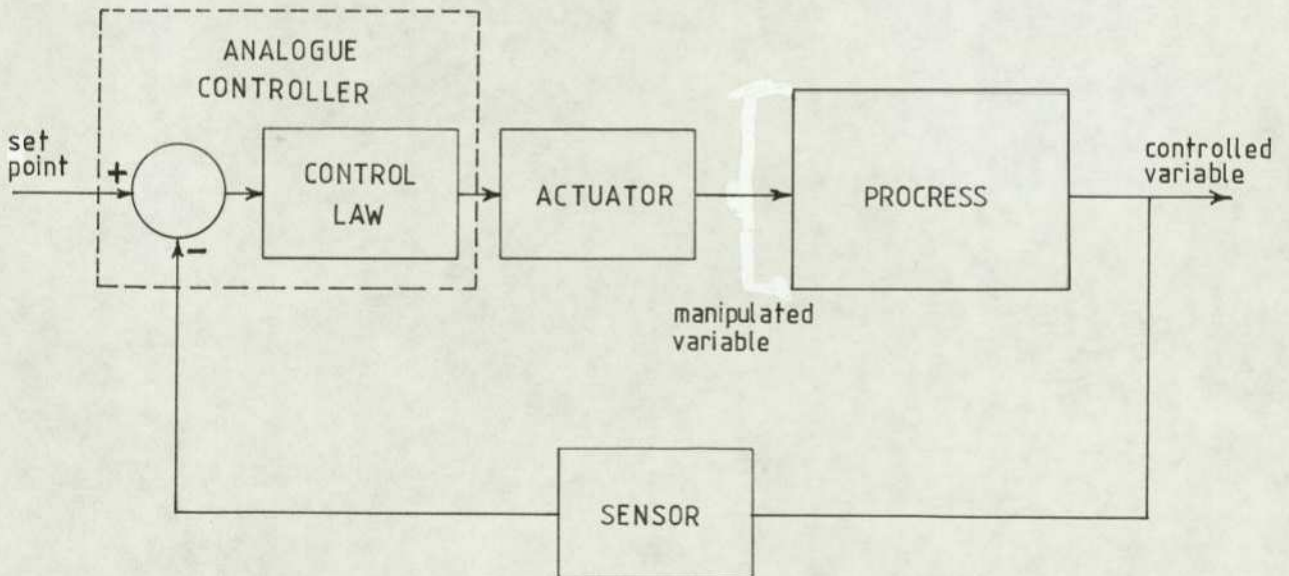 ANALOGUE
CONTROLLER
set
point
+
-
CONTROL
LAW
ACTUATOR
PROCRESS
controlled
variable
manipulated
variable
SENSOR